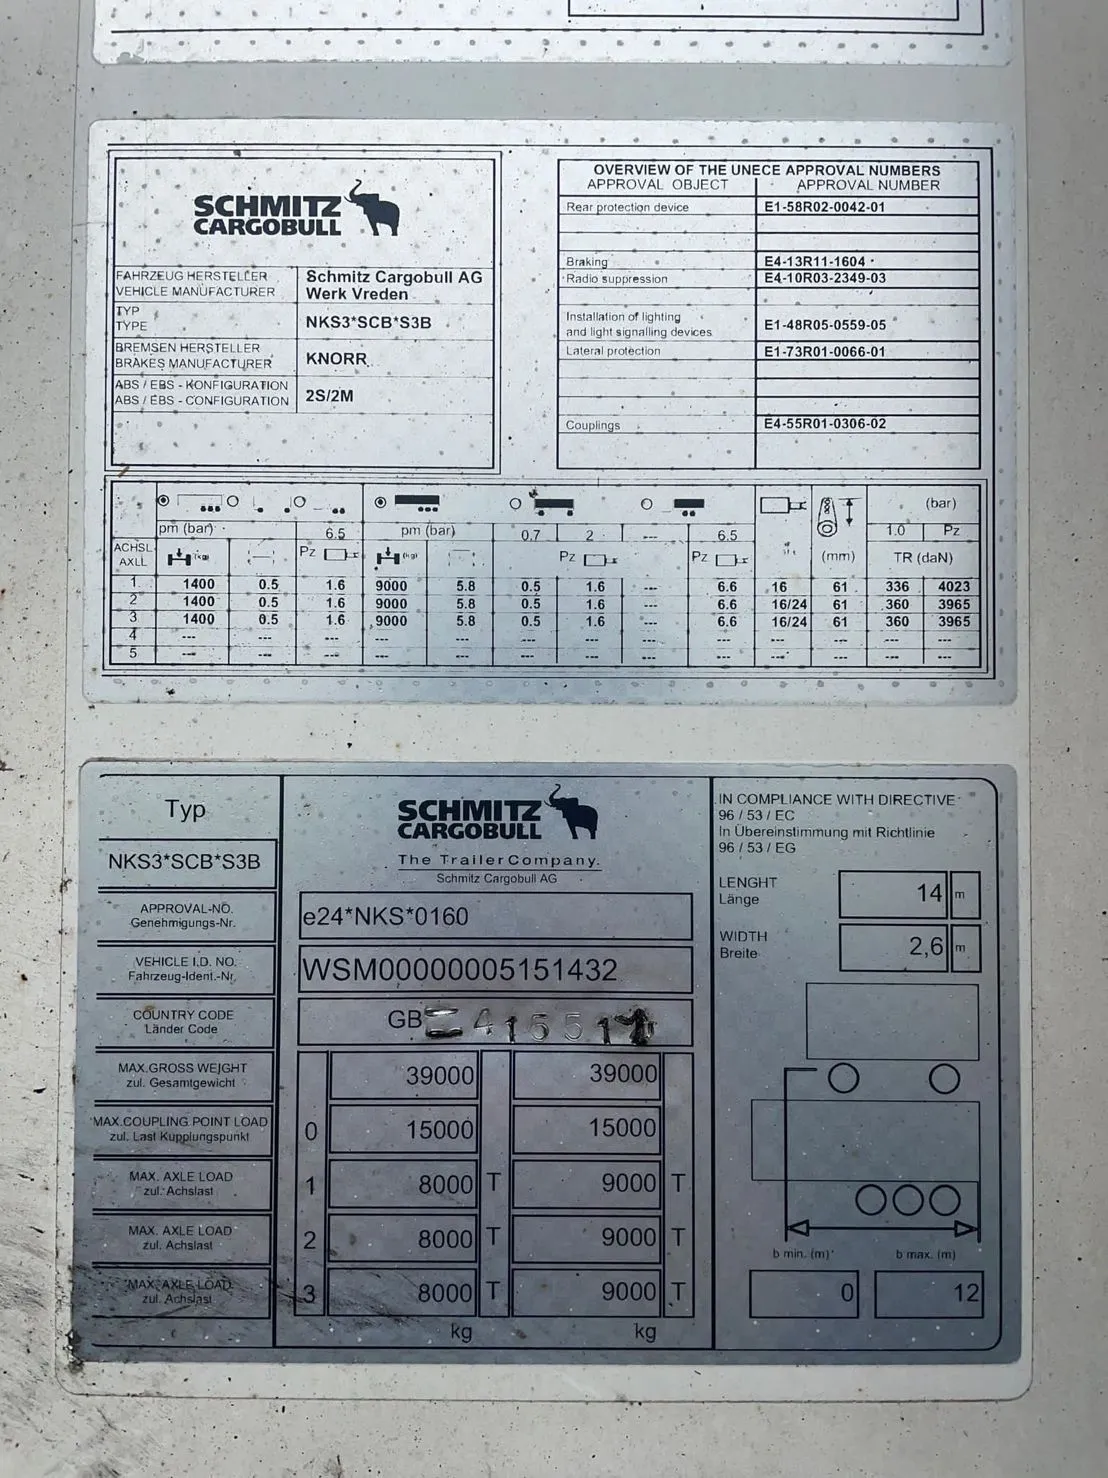 SCHMITZ
CARGOBULL
FAHRZEUG HERSTELLER
VEHICLE MANUFACTURER
Schmitz Cargobull AG
Werk Vreden
TYP
TYPE
NKS3*SCB*S3B
BREMSEN HERSTELLER
BRAKES MANUFACTURER
KNORR
ABS / EBS - KONFIGURATION
ABS / EBS - CONFIGURATION
2S/2M
OVERVIEW OF THE UNECE APPROVAL NUMBERS
APPROVAL OBJECT APPROVAL NUMBER
Rear protection device E1-58R02-0042-01
Braking E4-13R11-1604
Radio suppression E4-10R03-2349-03
Installation of lighting
and light signalling devices E1-48R05-0559-05
Lateral protection E1-73R01-0066-01
Couplings E4-55R01-0306-02
(bar)
pm (bar) 6.5 pm (bar) 0.7 2 --- 6.5 1.0 Pz
ACHSL
AXLL
(kg) Pz (kg) Pz Pz (mm) TR (daN)
1 1400 0.5 1.6 9000 5.8 0.5 1.6 --- 6.6 16 61 336 4023
2 1400 0.5 1.6 9000 5.8 0.5 1.6 --- 6.6 16/24 61 360 3965
3 1400 0.5 1.6 9000 5.8 0.5 1.6 --- 6.6 16/24 61 360 3965
4 --- --- --- --- --- --- --- --- --- --- --- --- ---
5 --- --- --- --- --- --- --- --- --- --- --- --- ---
Typ
NKS3*SCB*S3B
SCHMITZ
CARGOBULL
The Trailer Company.
Schmitz Cargobull AG
APPROVAL-NO.
Genehmigungs-Nr.
e24*NKS*0160
VEHICLE I.D. NO.
Fahrzeug-Ident.-Nr.
WSM00000005151432
COUNTRY CODE
Länder Code
GB
MAX.GROSS WEIGHT
zul. Gesamtgewicht
39000 39000
MAX.COUPLING POINT LOAD
zul. Last Kupplungspunkt
0 15000 15000
MAX. AXLE LOAD
zul. Achslast
1 8000 T 9000 T
MAX. AXLE LOAD
zul. Achslast
2 8000 T 9000 T
MAX. AXLE LOAD
zul. Achslast
3 8000 T 9000 T
kg kg
IN COMPLIANCE WITH DIRECTIVE
96 / 53 / EC
In Übereinstimmung mit Richtlinie
96 / 53 / EG
LENGHT
Länge
14 m
WIDTH
Breite
2,6 m
b min. (m) b max. (m)
0 12